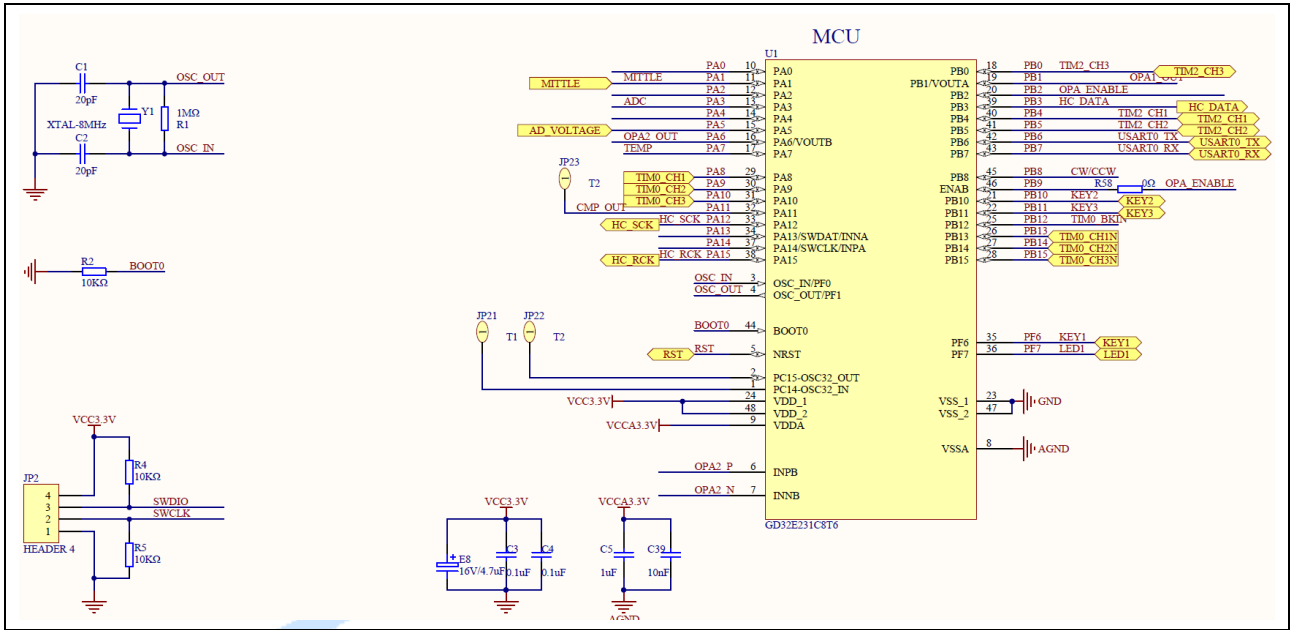 MCU
C1
20pF
OSC_OUT
Y1
XTAL-8MHz
1MΩ
R1
C2
20pF
OSC_IN
R2
10KΩ
BOOT0
VCC3.3V
R4
10KΩ
JP2
4
3 SWDIO
2 SWCLK
1
HEADER 4
R5
10KΩ
U1
PA0 10 PA0
MITTLE MITTLE PA1 11 PA1
PA2 12 PA2
ADC PA3 13 PA3
PA4 14 PA4
AD_VOLTAGE PA5 15 PA5
OPA2_OUT PA6 16 PA6/VOUTB
TEMP PA7 17 PA7
JP23
1
T2
TIM0_CH1 PA8 29 PA8
TIM0_CH2 PA9 30 PA9
TIM0_CH3 PA10 31 PA10
CMP_OUT PA11 32 PA11
HC_SCK HC_SCK PA12 33 PA12
PA13 34 PA13/SWDAT/INNA
PA14 37 PA14/SWCLK/INPA
HC_RCK HC_RCK PA15 38 PA15
OSC_IN 3 OSC_IN/PF0
OSC_OUT 4 OSC_OUT/PF1
BOOT0 44 BOOT0
RST RST 5 NRST
JP21
1
T1
JP22
1
T2
2 PC15-OSC32_OUT
1 PC14-OSC32_IN
VCC3.3V 24 VDD_1
48 VDD_2
VCCA3.3V 9 VDDA
OPA2_P 6 INPB
OPA2_N 7 INNB
GD32E231C8T6
PB0 18 PB0 TIM2_CH3 TIM2_CH3
PB1/VOUTA 19 PB1 OPA1_OUT
PB2 20 PB2 OPA_ENABLE
PB3 39 PB3 HC_DATA HC_DATA
PB4 40 PB4 TIM2_CH1 TIM2_CH1
PB5 41 PB5 TIM2_CH2 TIM2_CH2
PB6 42 PB6 USART0_TX USART0_TX
PB7 43 PB7 USART0_RX USART0_RX
PB8 45 PB8 CW/CCW
ENAB 46 PB9 R58 0Ω OPA_ENABLE
PB10 21 PB10 KEY2 KEY2
PB11 22 PB11 KEY3 KEY3
PB12 25 PB12 TIM0_BKIN
PB13 26 PB13 TIM0_CH1N
PB14 27 PB14 TIM0_CH2N
PB15 28 PB15 TIM0_CH3N
PF6 35 PF6 KEY1 KEY1
PF7 36 PF7 LED1 LED1
VSS_1 23 GND
VSS_2 47
VSSA 8 AGND
VCC3.3V
E8
16V/4.7uF
C3
0.1uF
C4
0.1uF
VCCA3.3V
C5
1uF
C39
10nF
AGND